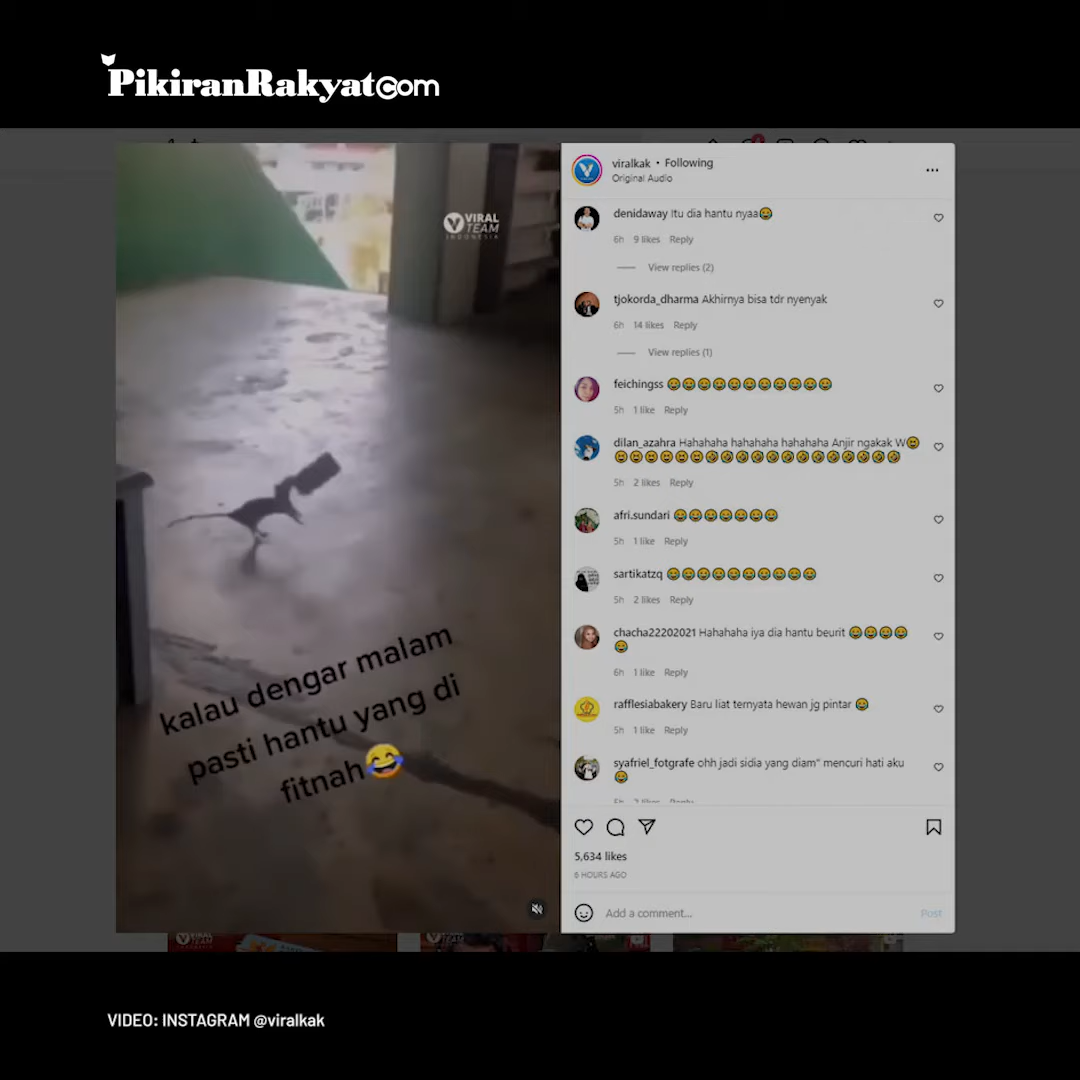 PikiranRakyat.com
VIRAL
TEAM
INDONESIA
kalau dengar malam
pasti hantu yang di
fitnah😂
viralkak • Following
Original Audio
denidaway Itu dia hantu nyaa😂
6h 9 likes Reply
View replies (2)
tjokorda_dharma Akhirnya bisa tdr nyenyak
6h 14 likes Reply
View replies (1)
feichingss 😂😂😂😂😂😂😂😂😂😂😂
5h 1 like Reply
dilan_azahra Hahahaha hahahaha hahahaha Anjir ngakak W😆
😆😆😆😆😆😆🤣🤣🤣🤣🤣🤣🤣🤣🤣🤣🤣🤣🤣
5h 2 likes Reply
afri.sundari 😂😂😂😂😂😂😂
5h 1 like Reply
sartikatzq 😂😂😂😂😂😂😂😂😂😂
5h 2 likes Reply
chacha22202021 Hahahaha iya dia hantu beurit 😂😂😂😂
😂
6h 1 like Reply
rafflesiabakery Baru liat ternyata hewan jg pintar 😂
5h 1 like Reply
syafriel_fotgrafe ohh jadi sidia yang diam" mencuri hati aku
😂
5,634 likes
6 HOURS AGO
Add a comment...
Post
VIRAL
TEAM
TEAM
VIDEO: INSTAGRAM @viralkak